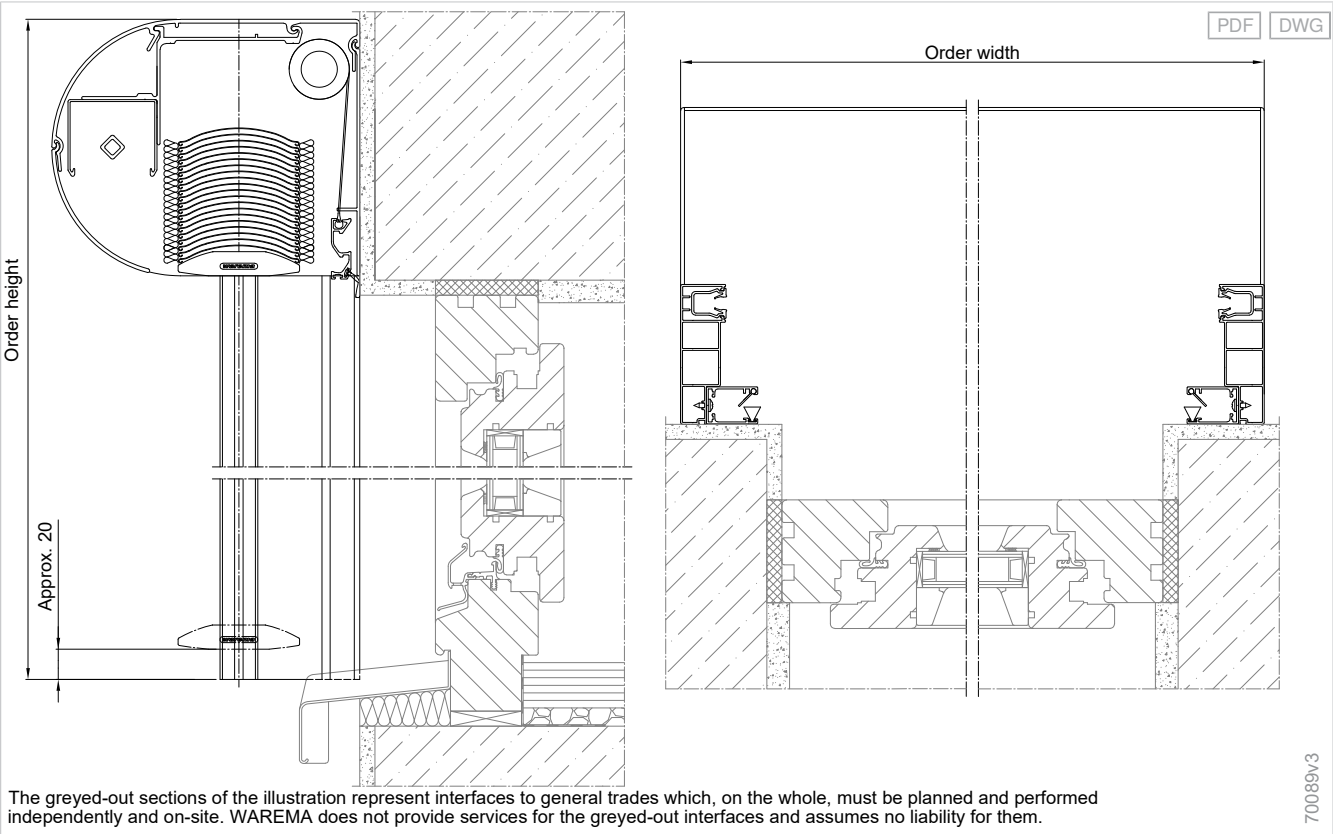 PDF DWG
Order width
Order height
Approx. 20
The greyed-out sections of the illustration represent interfaces to general trades which, on the whole, must be planned and performed
independently and on-site. WAREMA does not provide services for the greyed-out interfaces and assumes no liability for them.
70089v3